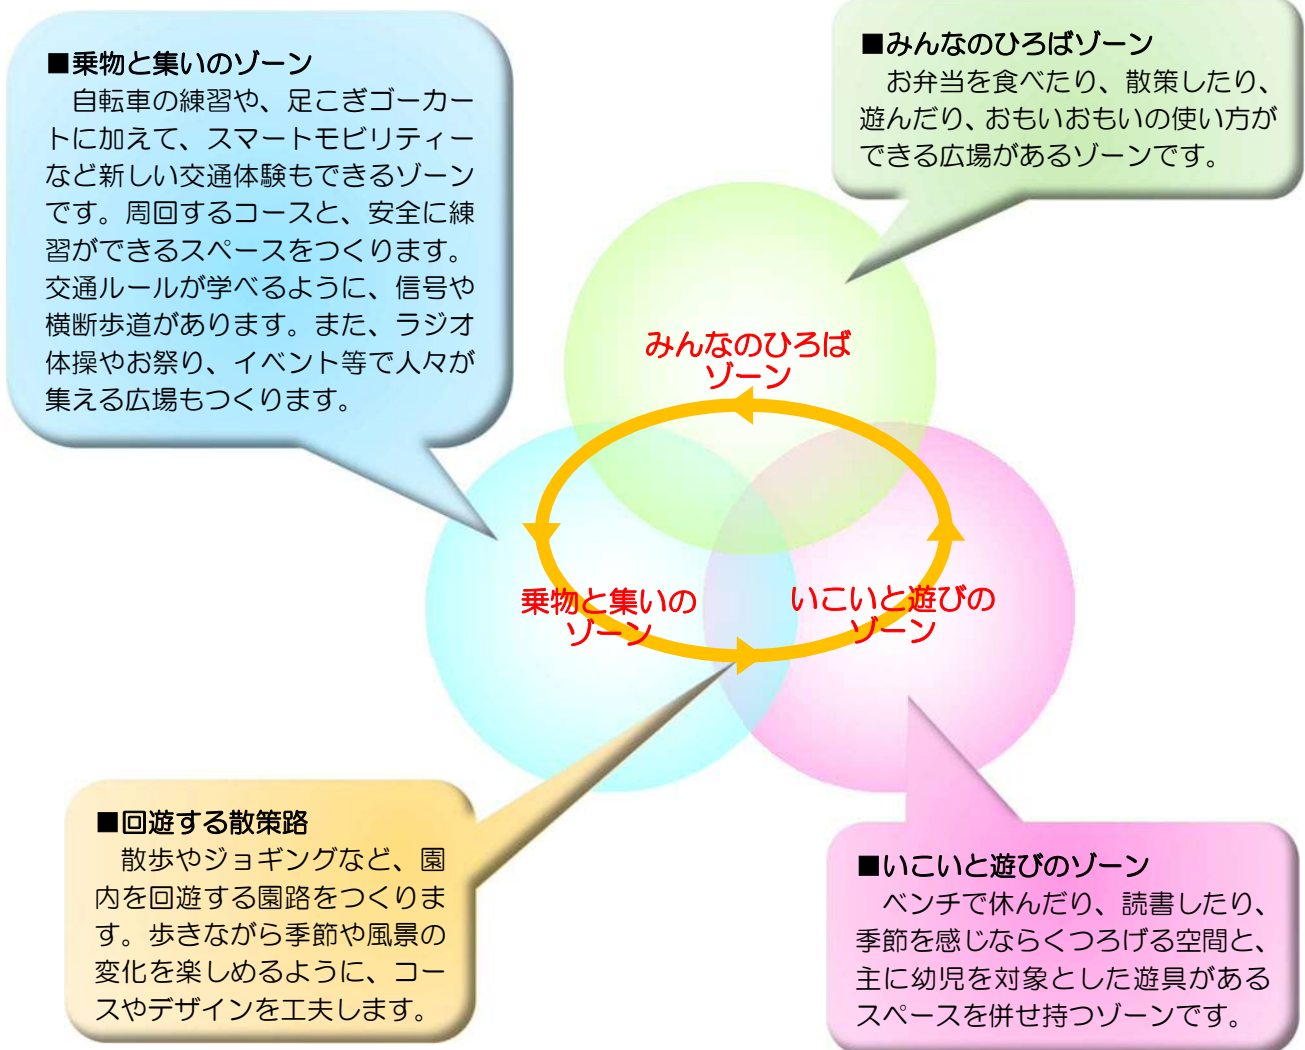 ■乗物と集いのゾーン
　自転車の練習や、足こぎゴーカー
トに加えて、スマートモビリティー
など新しい交通体験もできるゾーン
です。周回するコースと、安全に練
習ができるスペースをつくります。
交通ルールが学べるように、信号や
横断歩道があります。また、ラジオ
体操やお祭り、イベント等で人々が
集える広場もつくります。
■みんなのひろばゾーン
　お弁当を食べたり、散策したり、
遊んだり、おもいおもいの使い方が
できる広場があるゾーンです。
みんなのひろば
ゾーン
乗物と集いの
ゾーン
いこいと遊びの
ゾーン
■回遊する散策路
　散歩やジョギングなど、園
内を回遊する園路をつくりま
す。歩きながら季節や風景の
変化を楽しめるように、コー
スやデザインを工夫します。
■いこいと遊びのゾーン
　ベンチで休んだり、読書したり、
季節を感じならくつろげる空間と、
主に幼児を対象とした遊具がある
スペースを併せ持つゾーンです。